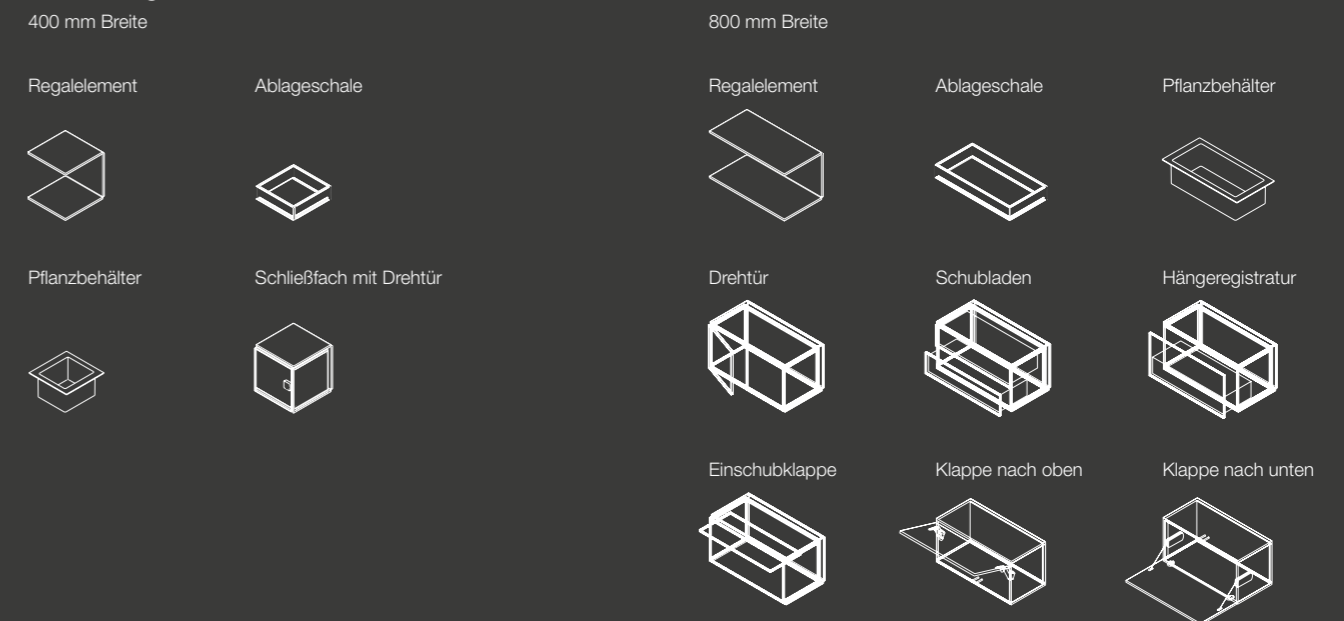 400 mm Breite
Regalelement
Ablageschale
Pflanzbehälter
Schließfach mit Drehtür
800 mm Breite
Regalelement
Ablageschale
Pflanzbehälter
Drehtür
Schubladen
Hängeregistratur
Einschubklappe
Klappe nach oben
Klappe nach unten